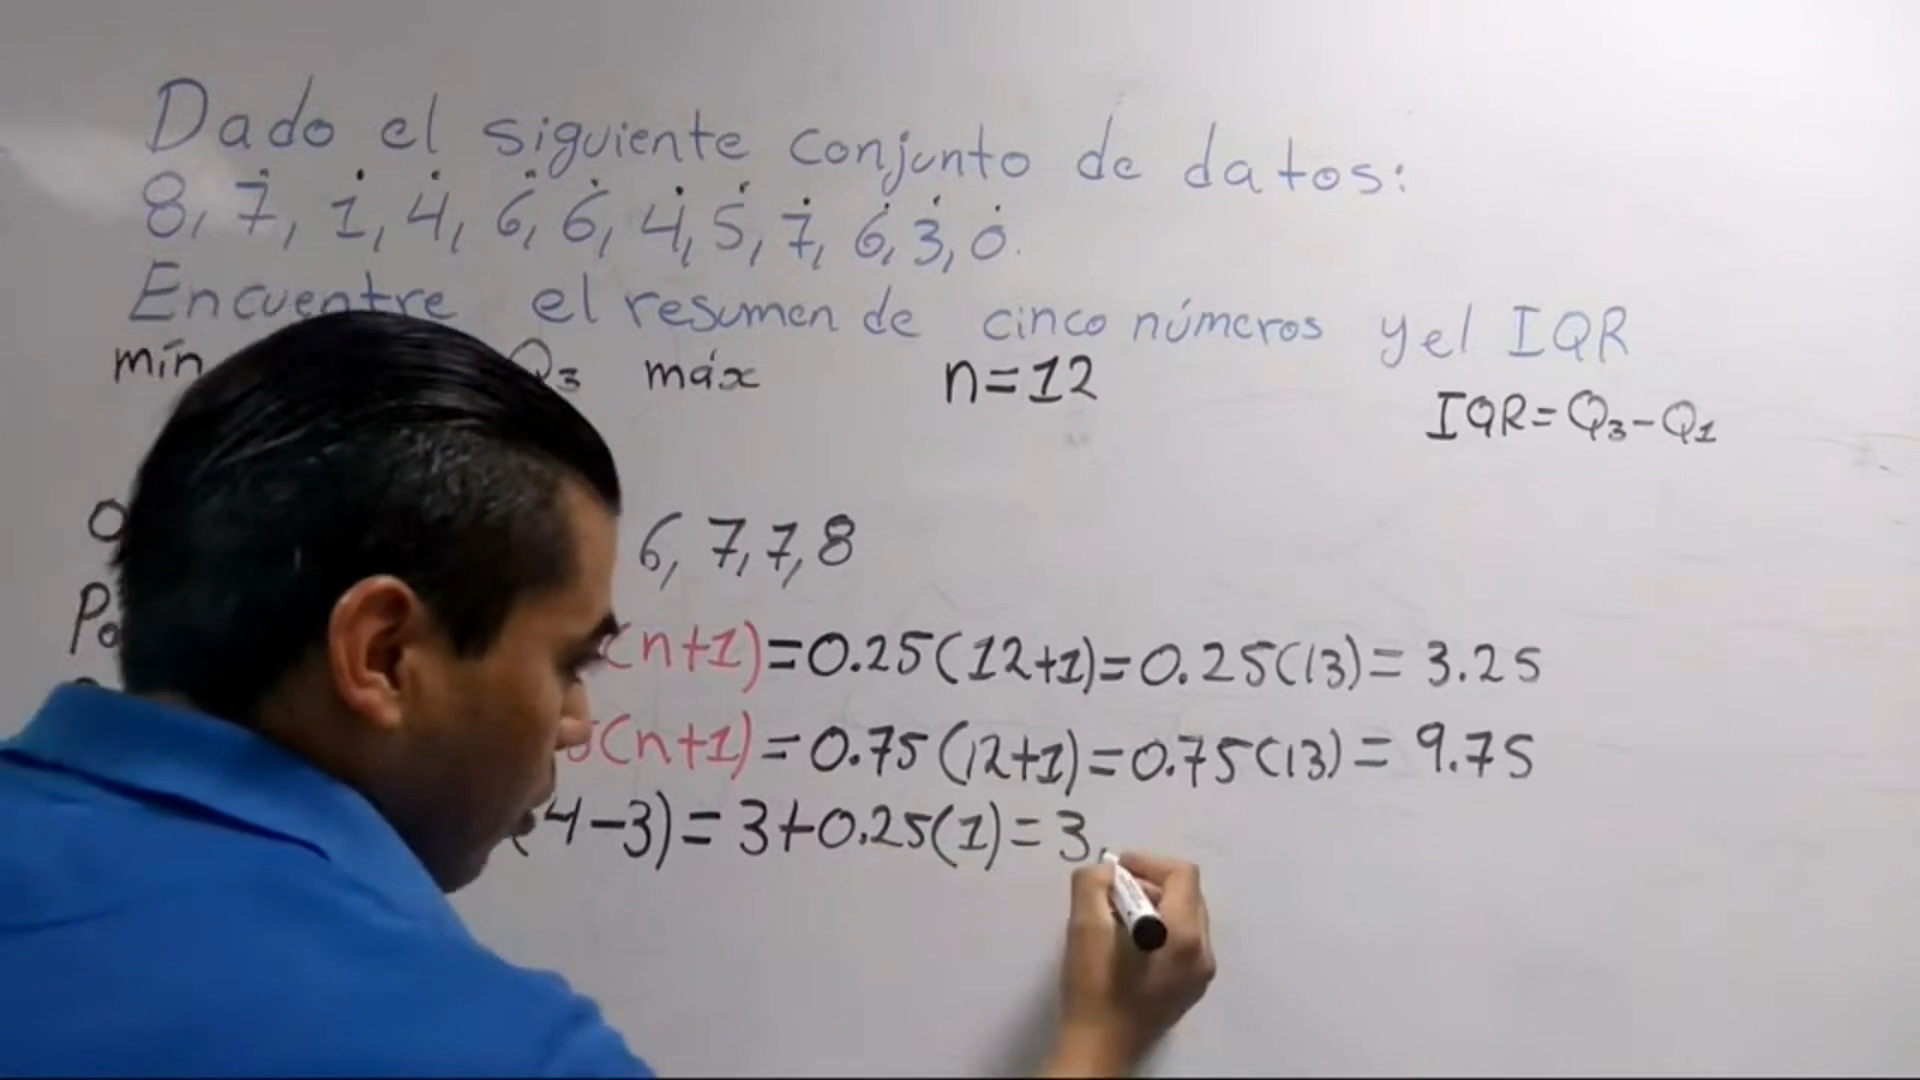 Dado el siguiente conjunto de datos:
8, 7, 1, 4, 6, 6, 4, 5, 7, 6, 3, 0.
Encuentre el resumen de cinco números y el IQR
mín Q3 máx n=12
IQR=Q3-Q1
6, 7, 7, 8
(n+1)=0.25(12+1)=0.25(13)=3.25
(n+1)=0.75(12+1)=0.75(13)=9.75
(4-3)=3+0.25(1)=3.